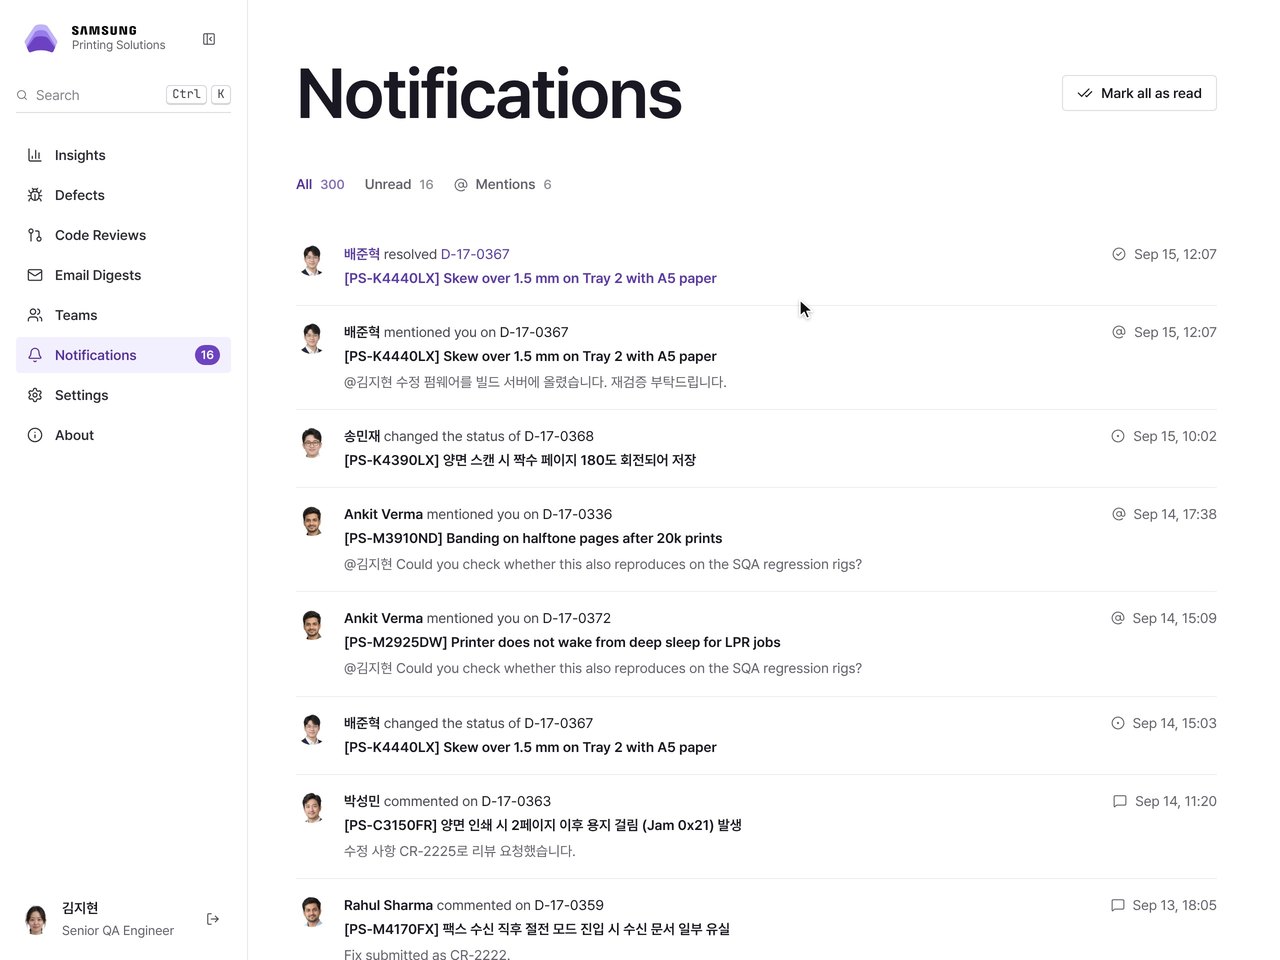 SAMSUNG
Printing Solutions
Search Ctrl K
Insights
Defects
Code Reviews
Email Digests
Teams
Notifications 16
Settings
About
김지현
Senior QA Engineer
Notifications
Mark all as read
All 300 Unread 16 @ Mentions 6
배준혁 resolved D-17-0367 Sep 15, 12:07
[PS-K4440LX] Skew over 1.5 mm on Tray 2 with A5 paper
배준혁 mentioned you on D-17-0367 @ Sep 15, 12:07
[PS-K4440LX] Skew over 1.5 mm on Tray 2 with A5 paper
@김지현 수정 펌웨어를 빌드 서버에 올렸습니다. 재검증 부탁드립니다.
송민재 changed the status of D-17-0368 Sep 15, 10:02
[PS-K4390LX] 양면 스캔 시 짝수 페이지 180도 회전되어 저장
Ankit Verma mentioned you on D-17-0336 @ Sep 14, 17:38
[PS-M3910ND] Banding on halftone pages after 20k prints
@김지현 Could you check whether this also reproduces on the SQA regression rigs?
Ankit Verma mentioned you on D-17-0372 @ Sep 14, 15:09
[PS-M2925DW] Printer does not wake from deep sleep for LPR jobs
@김지현 Could you check whether this also reproduces on the SQA regression rigs?
배준혁 changed the status of D-17-0367 Sep 14, 15:03
[PS-K4440LX] Skew over 1.5 mm on Tray 2 with A5 paper
박성민 commented on D-17-0363 Sep 14, 11:20
[PS-C3150FR] 양면 인쇄 시 2페이지 이후 용지 걸림 (Jam 0x21) 발생
수정 사항 CR-2225로 리뷰 요청했습니다.
Rahul Sharma commented on D-17-0359 Sep 13, 18:05
[PS-M4170FX] 팩스 수신 직후 절전 모드 진입 시 수신 문서 일부 유실
Fix submitted as CR-2222.